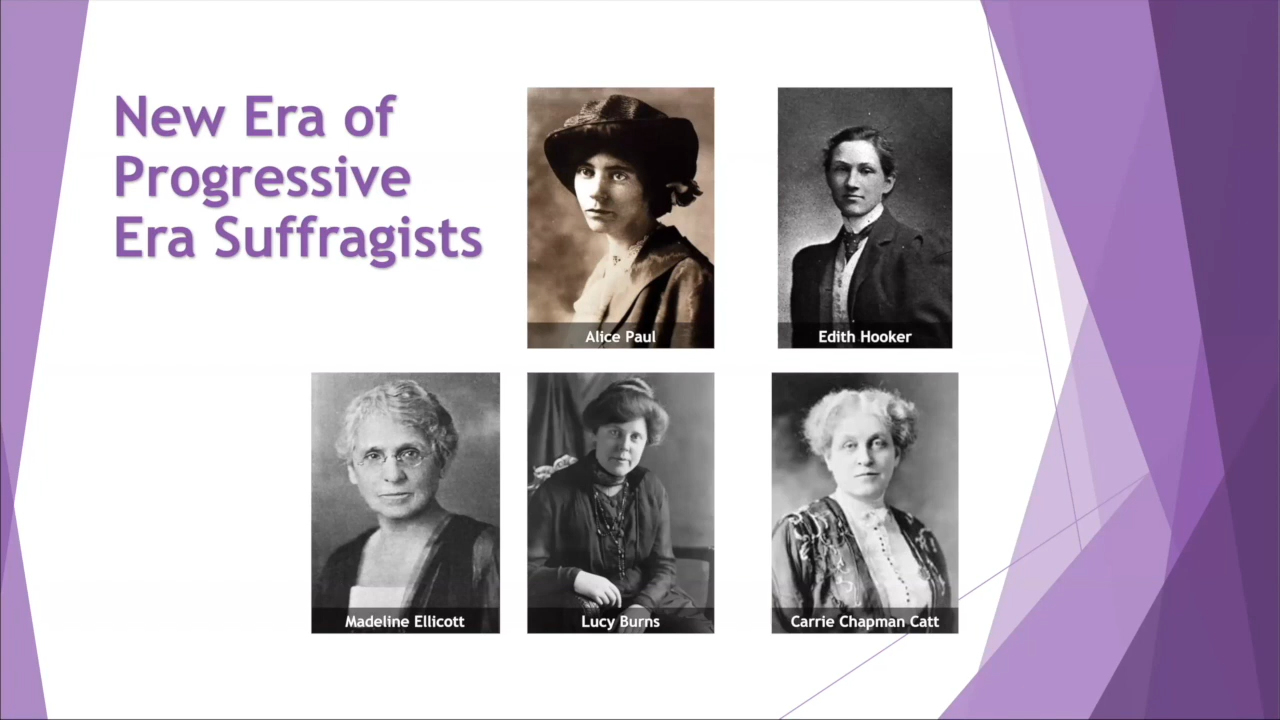 New Era of
Progressive
Era Suffragists
Alice Paul
Edith Hooker
Madeline Ellicott
Lucy Burns
Carrie Chapman Catt